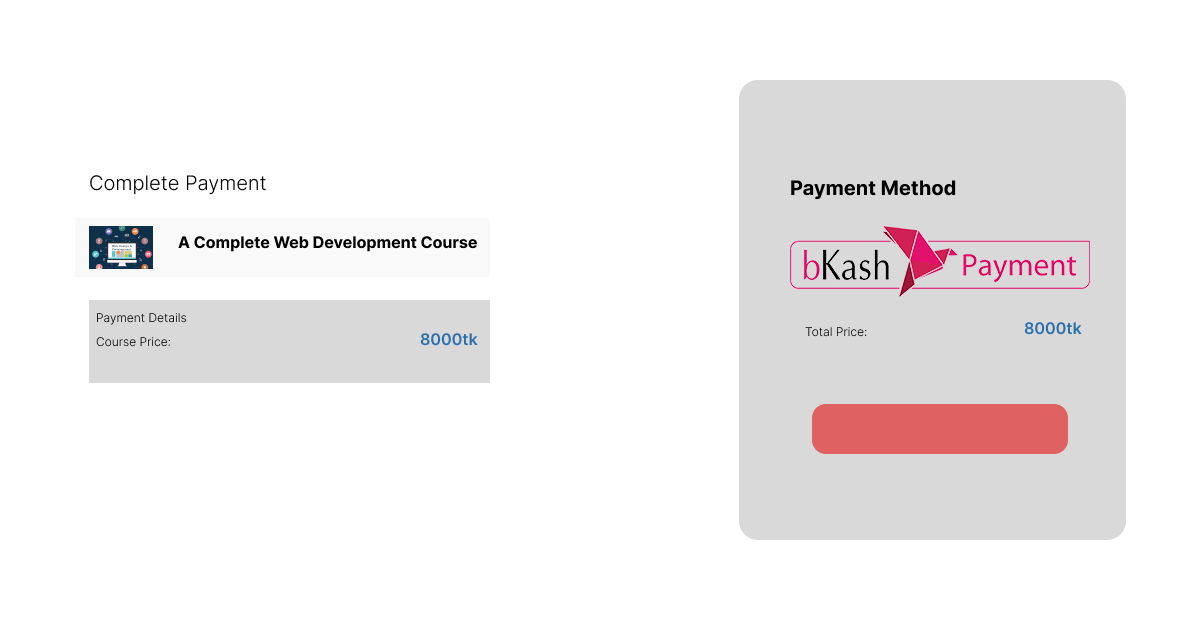 Complete Payment
A Complete Web Development Course
Payment Details
Course Price:
8000tk
Payment Method
bKash Payment
Total Price:
8000tk